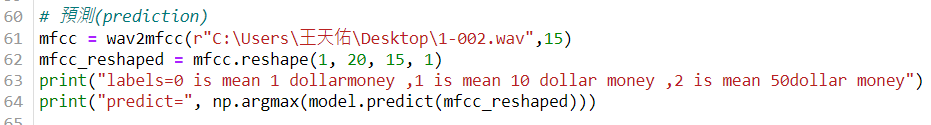 60 # 預測(prediction)
61 mfcc = wav2mfcc(r"C:\Users\王天佑\Desktop\1-002.wav",15)
62 mfcc_reshaped = mfcc.reshape(1, 20, 15, 1)
63 print("labels=0 is mean 1 dollarmoney ,1 is mean 10 dollar money ,2 is mean 50dollar money")
64 print("predict=", np.argmax(model.predict(mfcc_reshaped)))